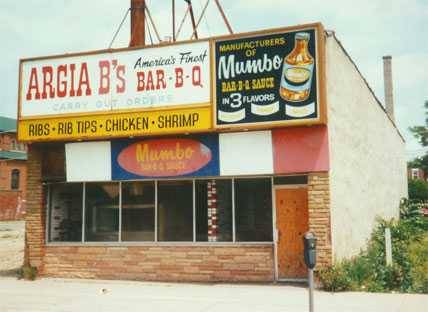 America's Finest
ARGIA B'S BAR-B-Q
CARRY OUT ORDERS
RIBS • RIB TIPS • CHICKEN • SHRIMP
MANUFACTURERS OF
Mumbo
BAR-B-Q SAUCE
IN 3 FLAVORS
Mumbo
BAR-B-Q SAUCE